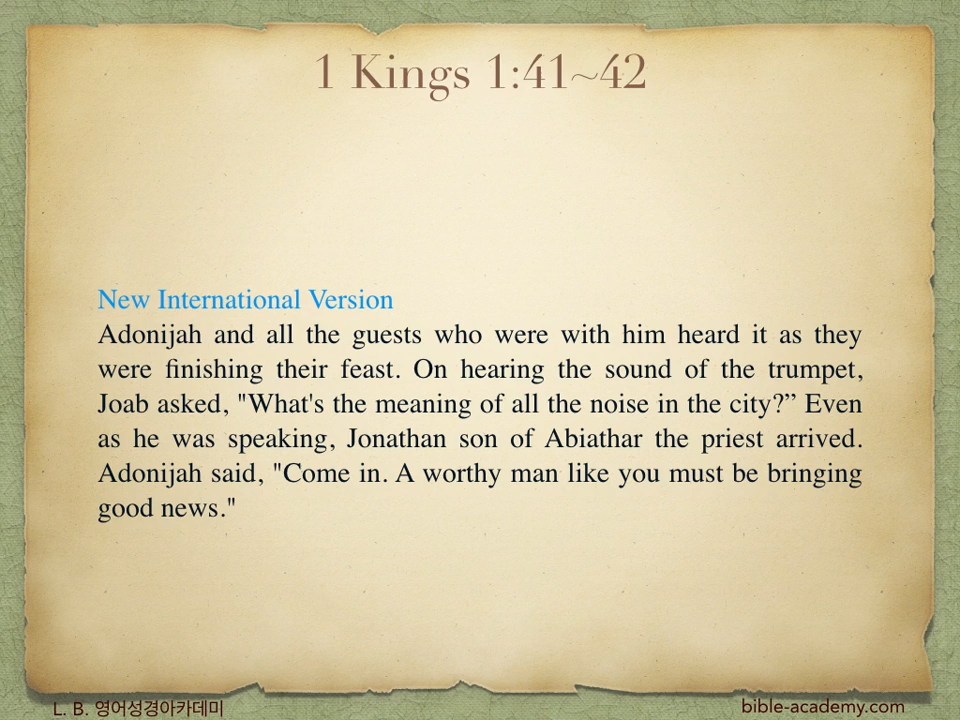 1 Kings 1:41~42
New International Version
Adonijah and all the guests who were with him heard it as they
were finishing their feast. On hearing the sound of the trumpet,
Joab asked, "What's the meaning of all the noise in the city?” Even
as he was speaking, Jonathan son of Abiathar the priest arrived.
Adonijah said, "Come in. A worthy man like you must be bringing
good news."
L. B. 영어성경아카데미
bible-academy.com